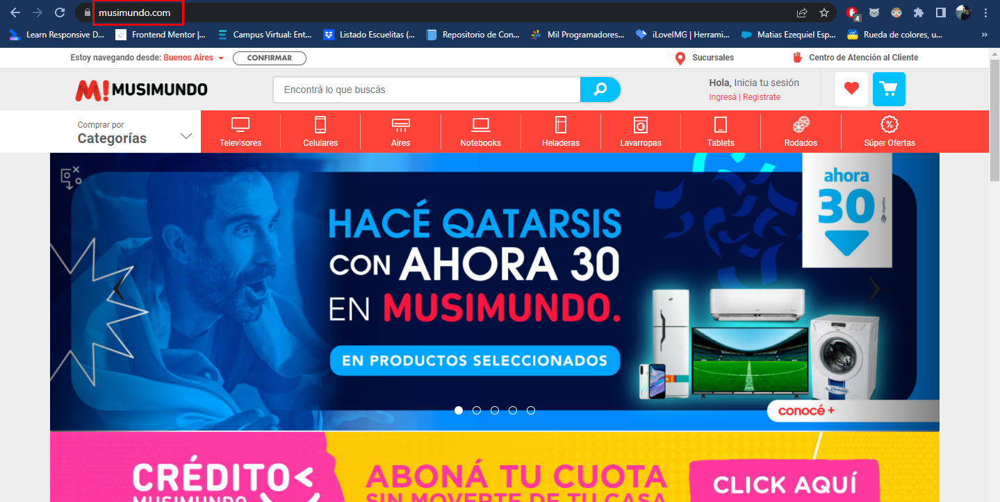 musimundo.com
4
Learn Responsive D...
Frontend Mentor |...
Campus Virtual: Ent...
Listado Escuelitas (...
Repositorio de Con...
Mil Programadores...
iLoveIMG | Herrami...
Matias Ezequiel Esp...
Rueda de colores, u...
»
Estoy navegando desde: Buenos Aires
CONFIRMAR
Sucursales
Centro de Atención al Cliente
M! MUSIMUNDO
Encontrá lo que buscás
Hola, Inicia tu sesión
Ingresá | Registrate
Comprar por
Categorías
Televisores
Celulares
Aires
Notebooks
Heladeras
Lavarropas
Tablets
Rodados
%
Súper Ofertas
HACÉ QATARSIS
CON AHORA 30
EN MUSIMUNDO.
EN PRODUCTOS SELECCIONADOS
ahora
30
conocé +
CRÉDITO
MUSIMUNDO
ABONÁ TU CUOTA
SIN MOVERTE DE TU CASA
CLICK AQUÍ